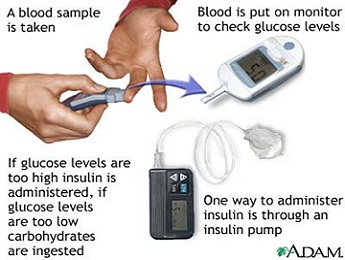 A blood sample
is taken
Blood is put on monitor
to check glucose levels
If glucose levels are
too high insulin is
administered, if
glucose levels
are too low
carbohydrates
are ingested
One way to administer
insulin is through an
insulin pump
A.D.A.M.